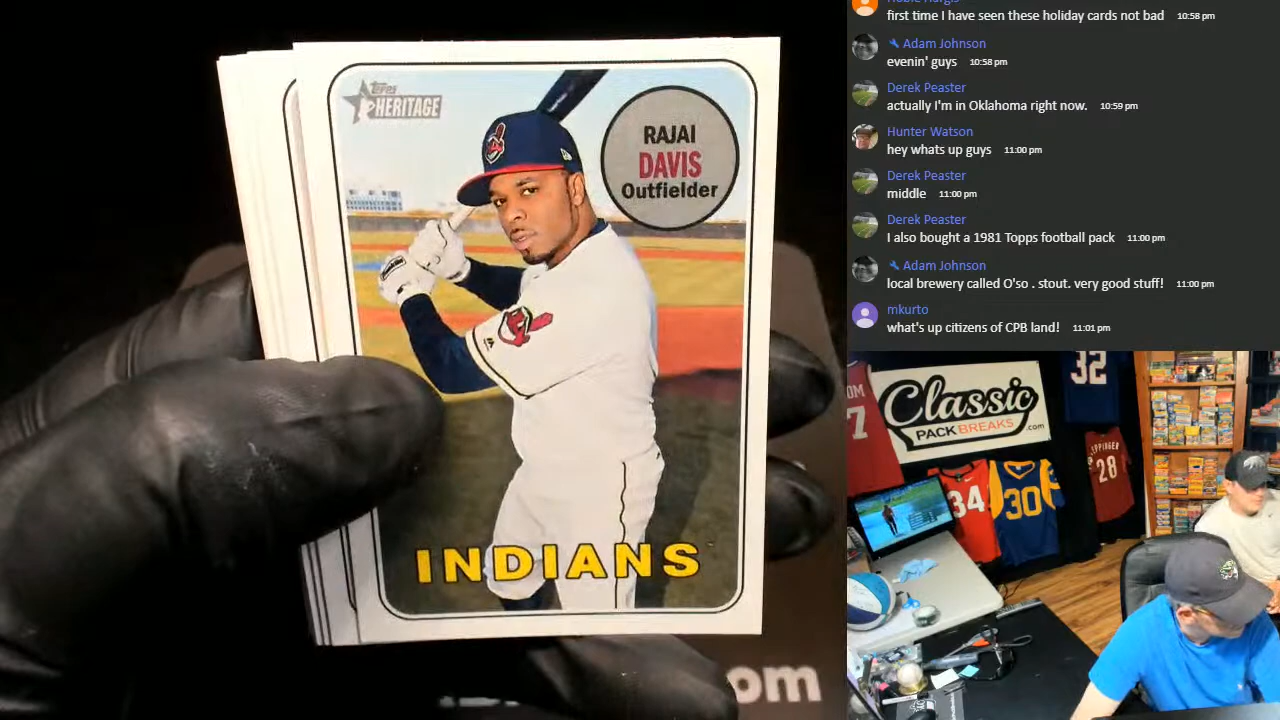 Topps
HERITAGE
RAJAI
DAVIS
Outfielder
INDIANS
om
first time I have seen these holiday cards not bad 10:58 pm
Adam Johnson
evenin' guys 10:58 pm
Derek Peaster
actually I'm in Oklahoma right now. 10:59 pm
Hunter Watson
hey whats up guys 11:00 pm
Derek Peaster
middle 11:00 pm
Derek Peaster
I also bought a 1981 Topps football pack 11:00 pm
Adam Johnson
local brewery called O'so . stout. very good stuff! 11:00 pm
mkurto
what's up citizens of CPB land! 11:01 pm
32
OM
7
Classic
PACK BREAKS.com
34
30
28